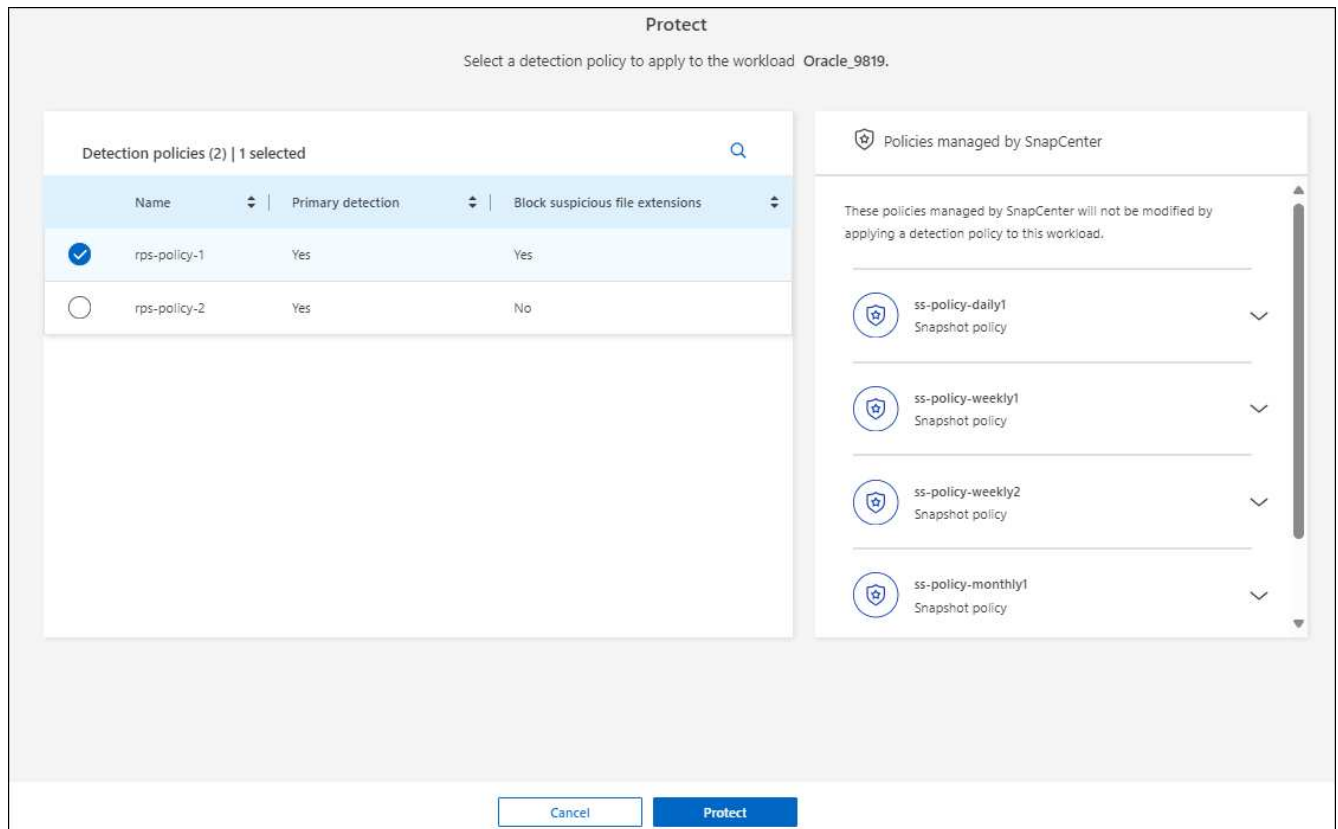 Protect
Select a detection policy to apply to the workload Oracle_9819.
Detection policies (2) | 1 selected
Name
Primary detection
Block suspicious file extensions
rps-policy-1
Yes
Yes
rps-policy-2
Yes
No
Policies managed by SnapCenter
These policies managed by SnapCenter will not be modified by
applying a detection policy to this workload.
ss-policy-daily1
Snapshot policy
ss-policy-weekly1
Snapshot policy
ss-policy-weekly2
Snapshot policy
ss-policy-monthly1
Snapshot policy
Cancel
Protect